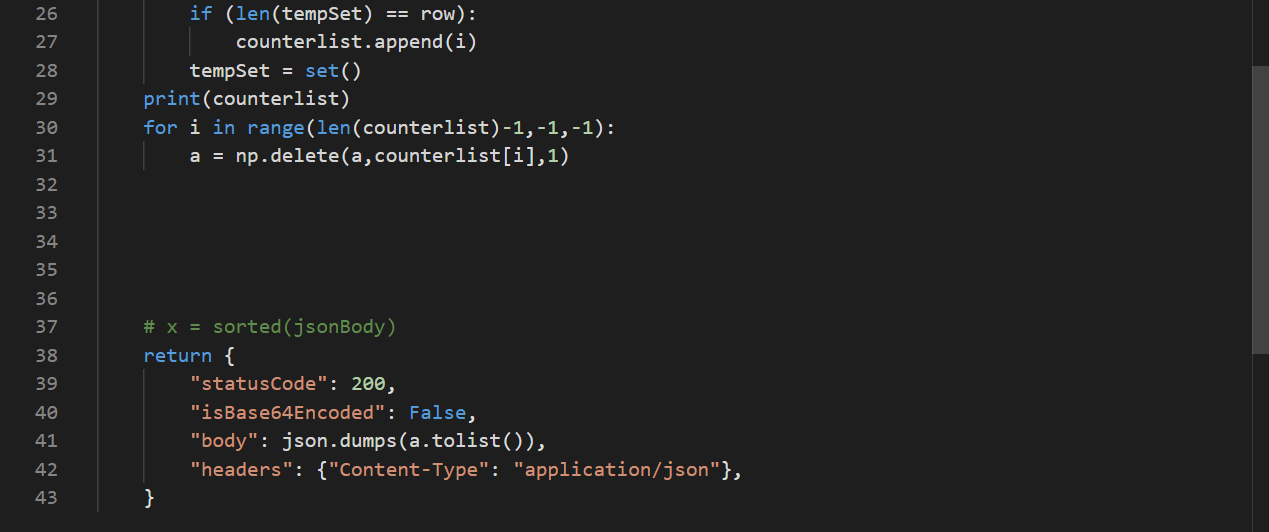 26 if (len(tempSet) == row):
27 counterlist.append(i)
28 tempSet = set()
29 print(counterlist)
30 for i in range(len(counterlist)-1,-1,-1):
31 a = np.delete(a,counterlist[i],1)
32
33
34
35
36
37 # x = sorted(jsonBody)
38 return {
39 "statusCode": 200,
40 "isBase64Encoded": False,
41 "body": json.dumps(a.tolist()),
42 "headers": {"Content-Type": "application/json"},
43 }